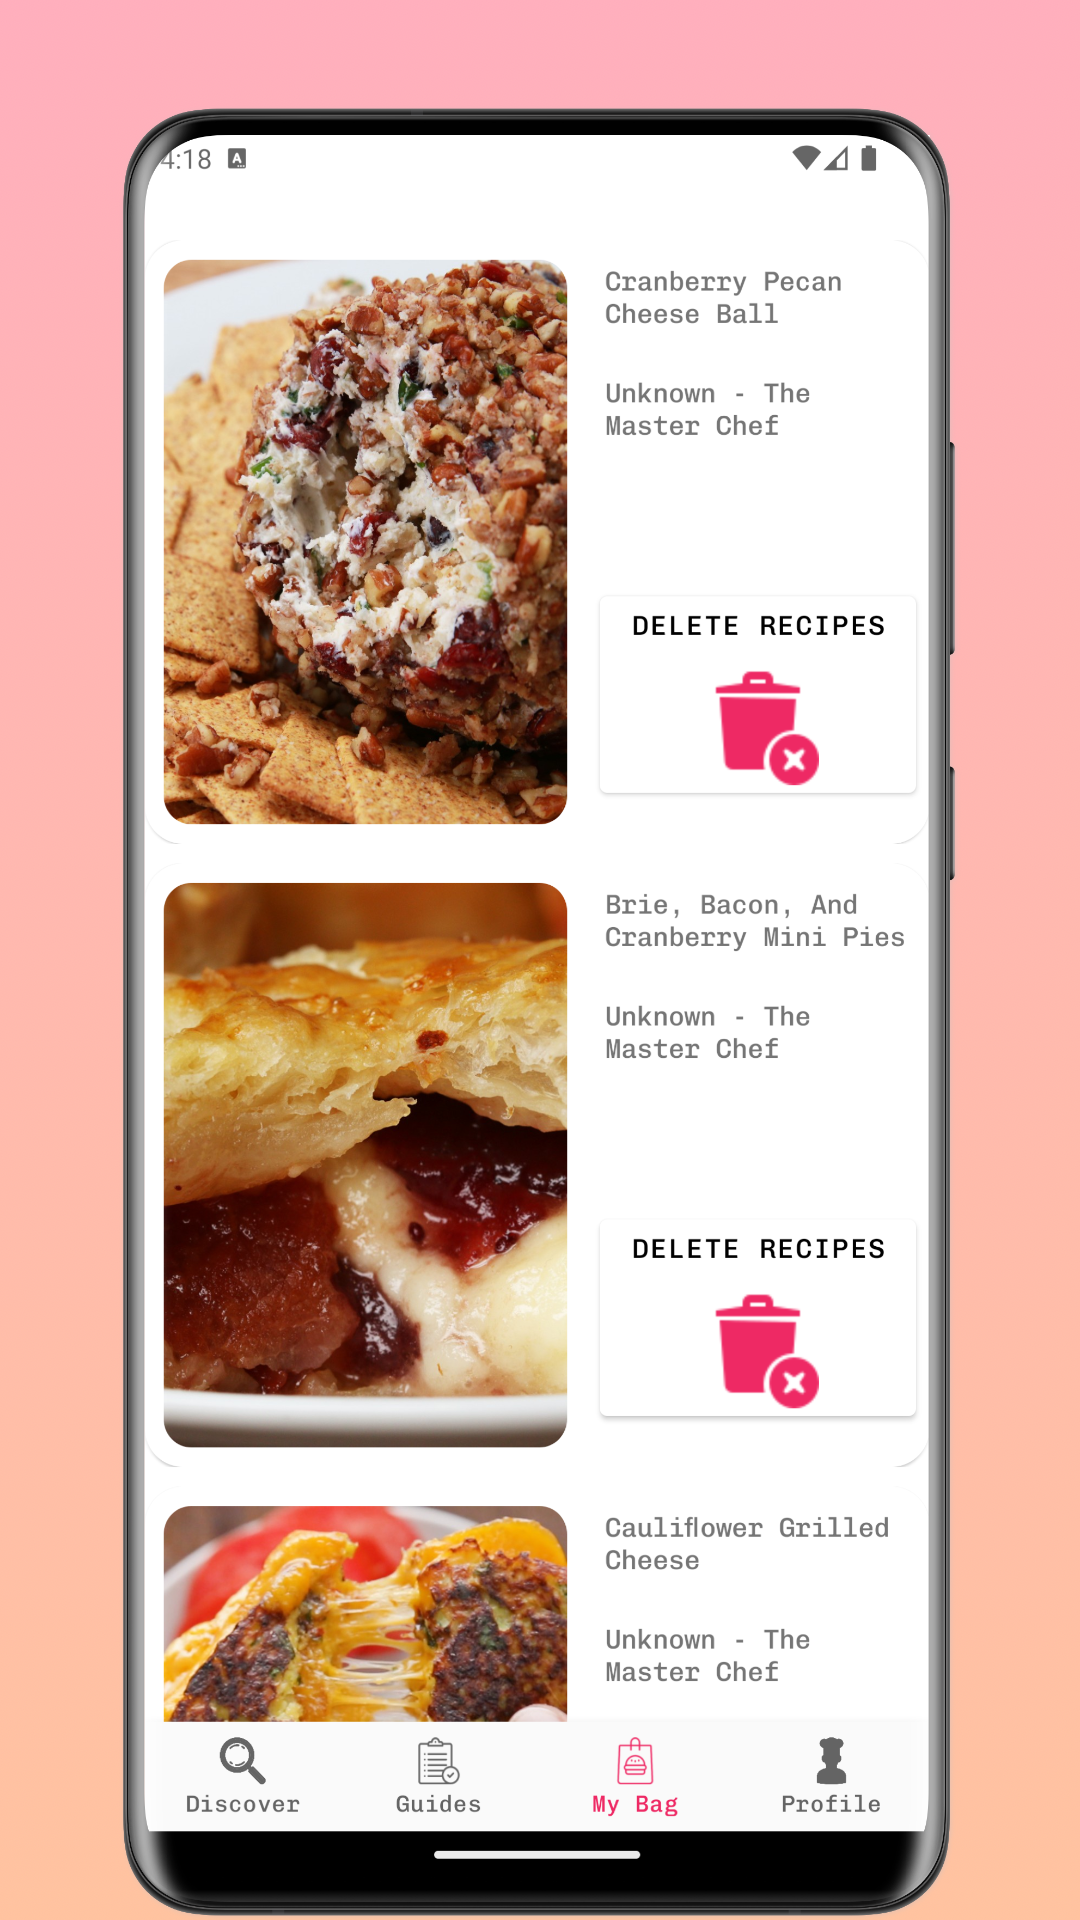 4:18 A
Cranberry Pecan
Cheese Ball
Unknown - The
Master Chef
DELETE RECIPES
Brie, Bacon, And
Cranberry Mini Pies
Unknown - The
Master Chef
DELETE RECIPES
Cauliflower Grilled
Cheese
Unknown - The
Master Chef
Discover Guides My Bag Profile